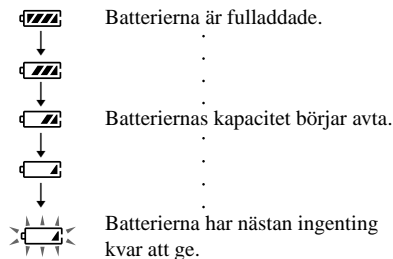 Batterierna är fulladdade.
Batteriernas kapacitet börjar avta.
Batterierna har nästan ingenting
kvar att ge.